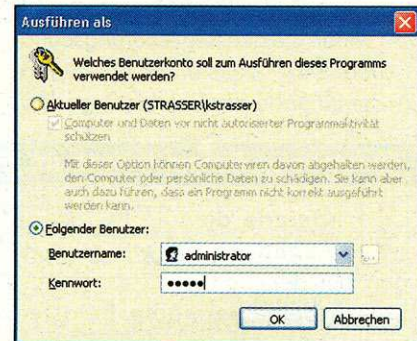 Ausführen als
Welches Benutzerkonto soll zum Ausführen dieses Programms
verwendet werden?
Aktueller Benutzer (STRASSER\kstrasser)
Computer und Daten vor nicht autorisierter Programmaktivität
schützen
Mit dieser Option können Computerviren davon abgehalten werden,
den Computer oder persönliche Daten zu schädigen. Sie kann aber
auch dazu führen, dass ein Programm nicht korrekt ausgeführt
werden kann.
Folgender Benutzer:
Benutzername: administrator
Kennwort: •••••
OK Abbrechen